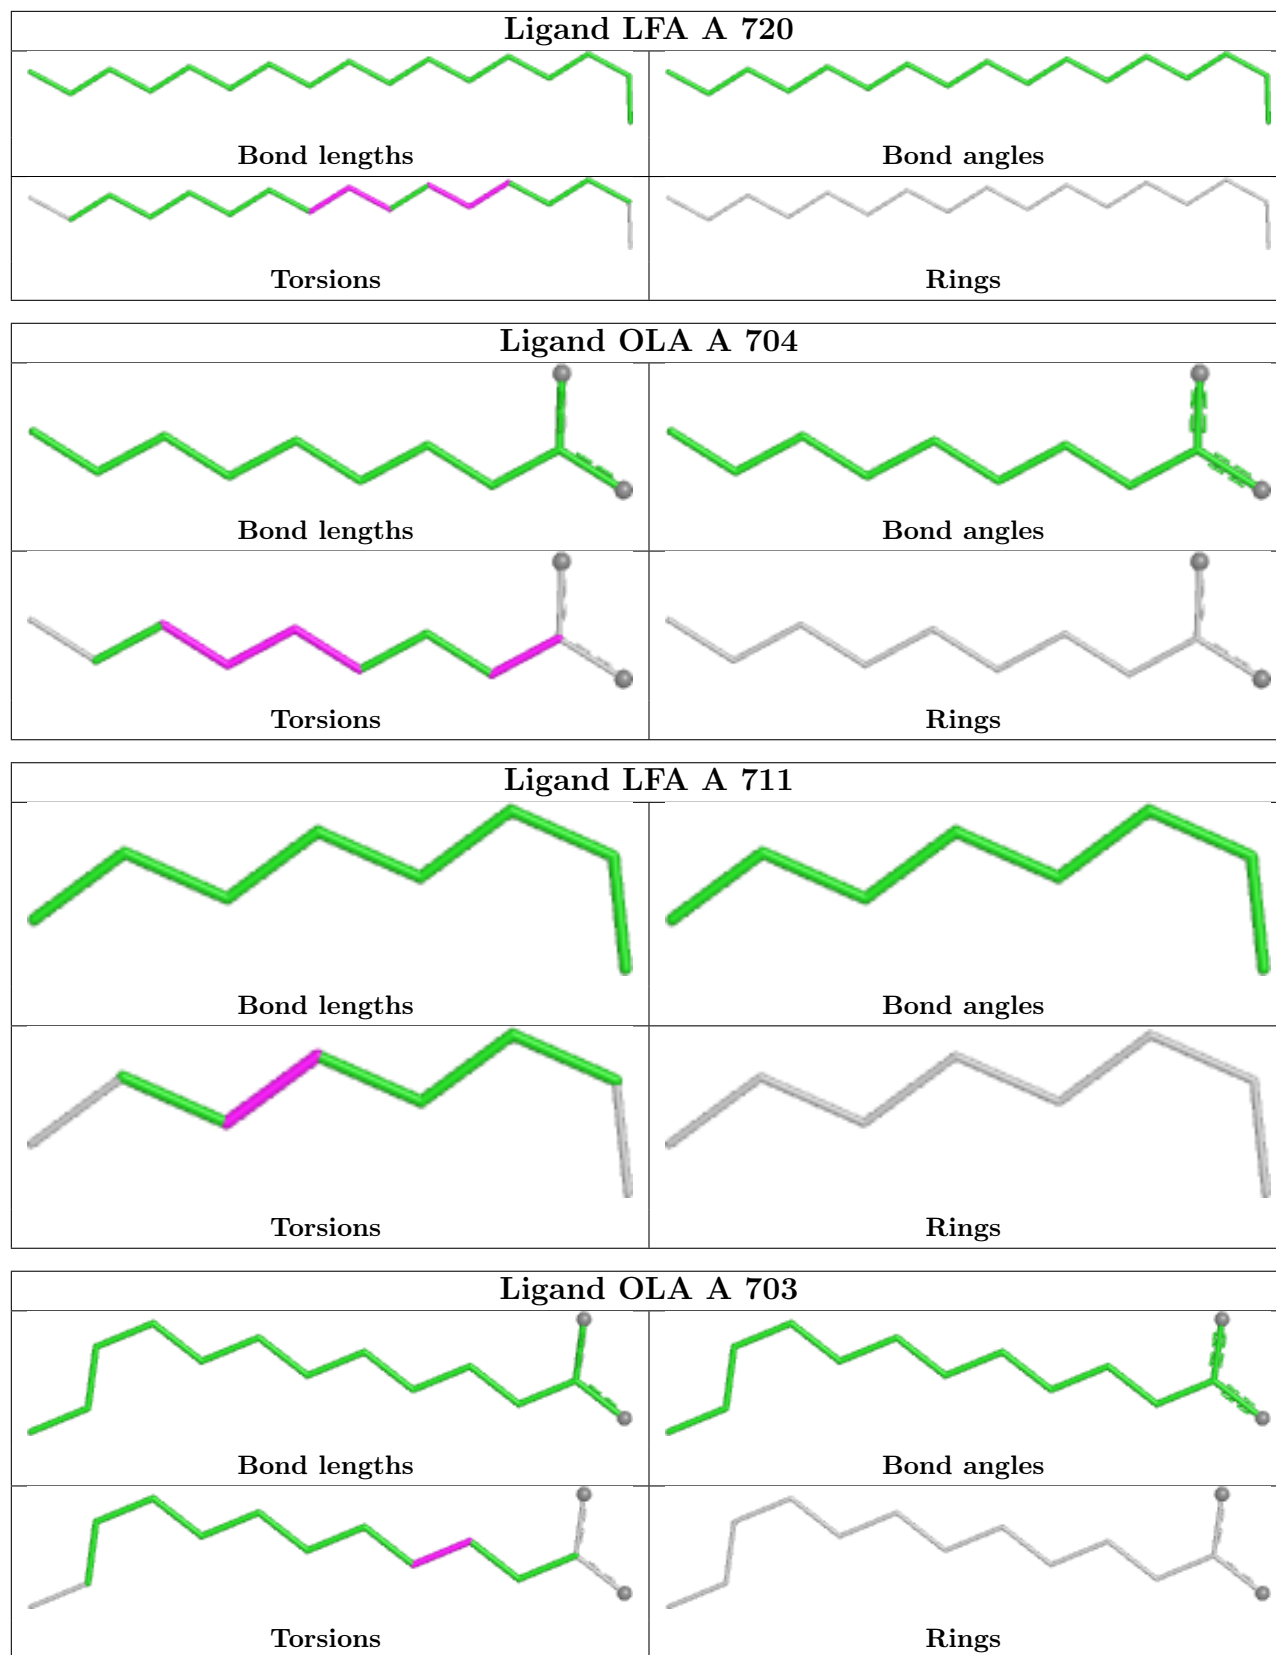 Ligand LFA A 720
Bond lengths
Bond angles
Torsions
Rings
Ligand OLA A 704
Bond lengths
Bond angles
Torsions
Rings
Ligand LFA A 711
Bond lengths
Bond angles
Torsions
Rings
Ligand OLA A 703
Bond lengths
Bond angles
Torsions
Rings